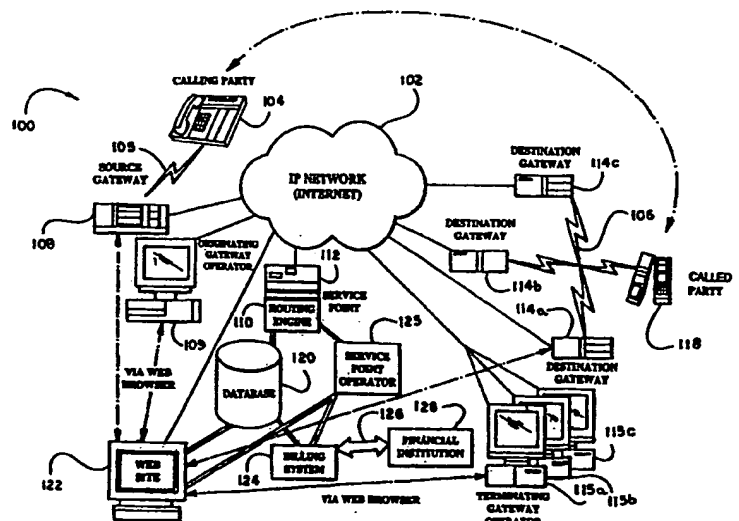 CALLING PARTY
104
102
100
105
SOURCE
GATEWAY
DESTINATION
GATEWAY
114c
IP NETWORK
(INTERNET)
106
108
ORIGINATING GATEWAY
OPERATOR
DESTINATION
GATEWAY
112
SERVICE
POINT
114b
CALLED
PARTY
110
ROUTING
ENGINE
114a
118
109
125
DESTINATION
GATEWAY
VIA WEB
BROWSER
120
SERVICE
POINT
OPERATOR
DATABASE
126
128
115c
122
WEB
SITE
BILLING
SYSTEM
FINANCIAL
INSTITUTION
124
VIA WEB BROWSER
115a
115b
TERMINATING
GATEWAY
OPERATOR